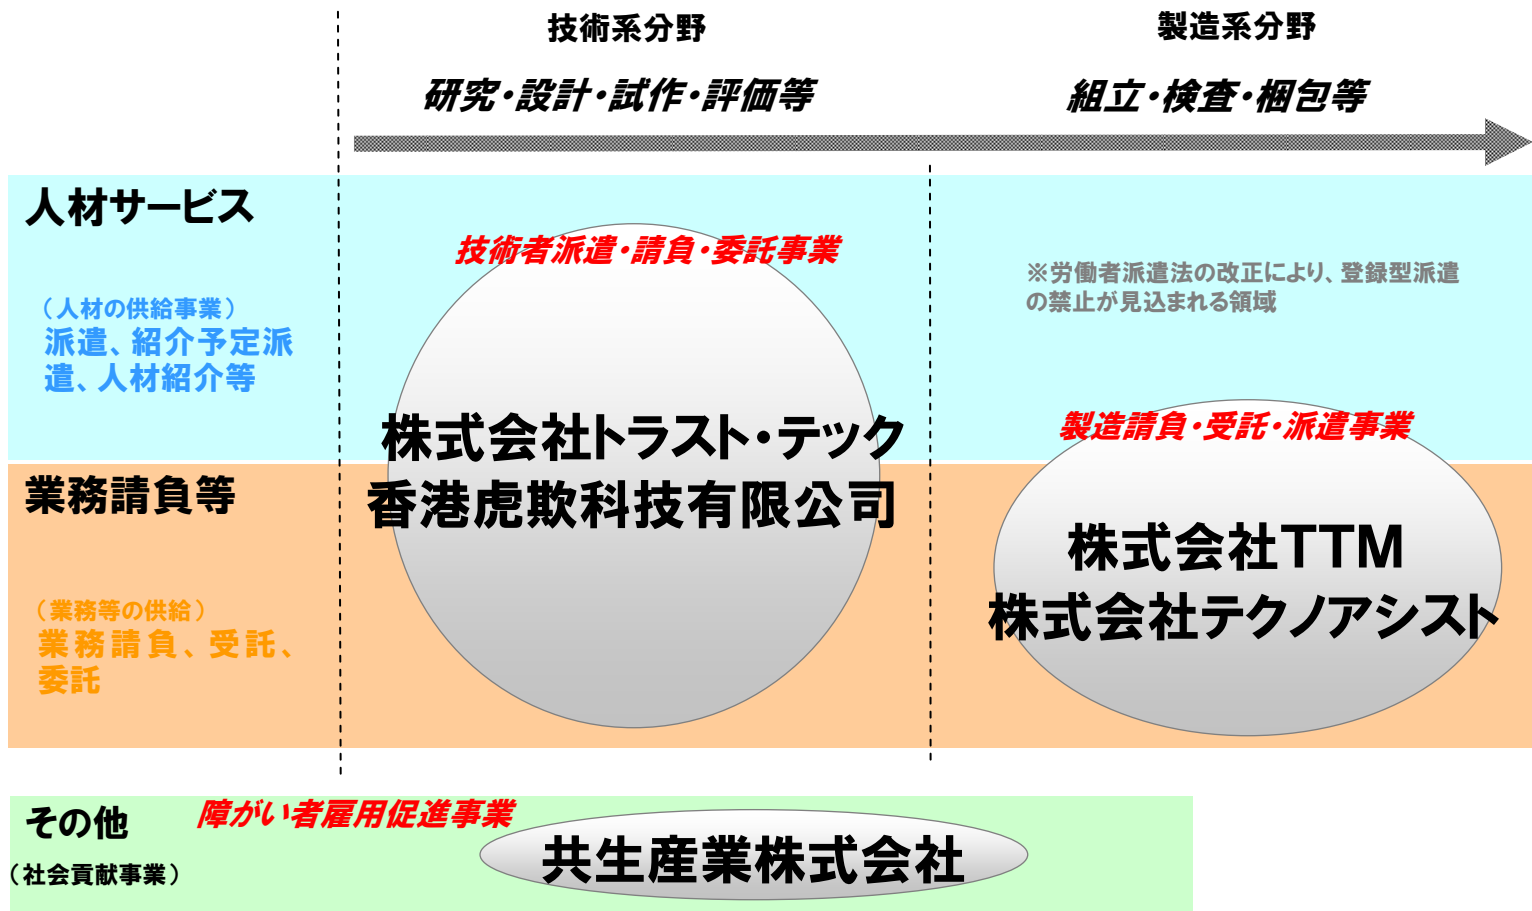 技術系分野
製造系分野
研究・設計・試作・評価等
組立・検査・梱包等
人材サービス
（人材の供給事業）
派遣、紹介予定派
遣、人材紹介等
技術者派遣・請負・委託事業
※労働者派遣法の改正により、登録型派遣
の禁止が見込まれる領域
株式会社トラスト・テック
香港虎欺科技有限公司
製造請負・受託・派遣事業
業務請負等
（業務等の供給）
業務請負、受託、
委託
株式会社TTM
株式会社テクノアシスト
その他
（社会貢献事業）
障がい者雇用促進事業
共生産業株式会社